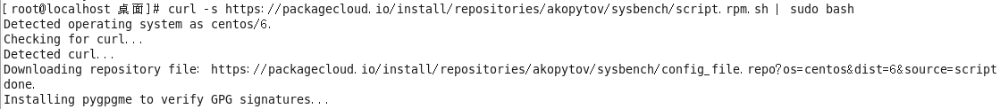 [root@localhost 桌面]# curl -s https://packagecloud.io/install/repositories/akopytov/sysbench/script.rpm.sh | sudo bash
Detected operating system as centos/6.
Checking for curl...
Detected curl...
Downloading repository file: https://packagecloud.io/install/repositories/akopytov/sysbench/config_file.repo?os=centos&dist=6&source=script
done.
Installing pygpgme to verify GPG signatures...